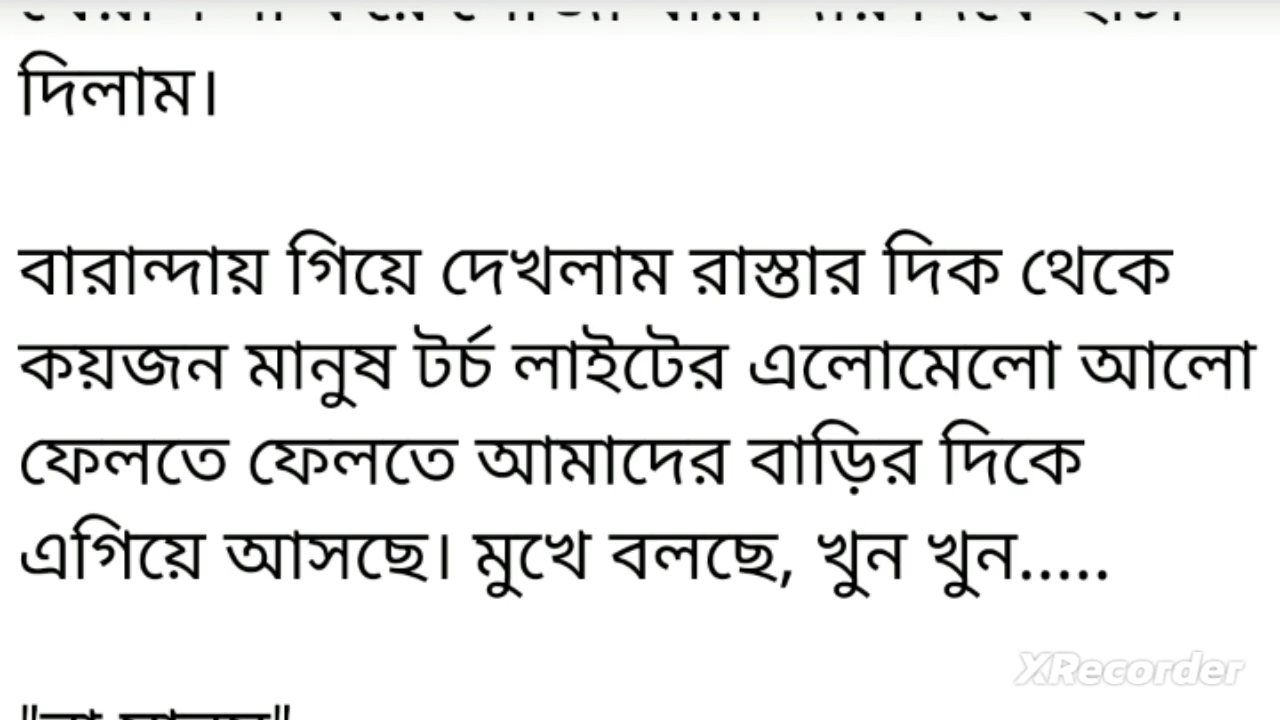 দিলাম।
বারান্দায় গিয়ে দেখলাম রাস্তার দিক থেকে
কয়জন মানুষ টর্চ লাইটের এলোমেলো আলো
ফেলতে ফেলতে আমাদের বাড়ির দিকে
এগিয়ে আসছে। মুখে বলছে, খুন খুন.....
XRecorder